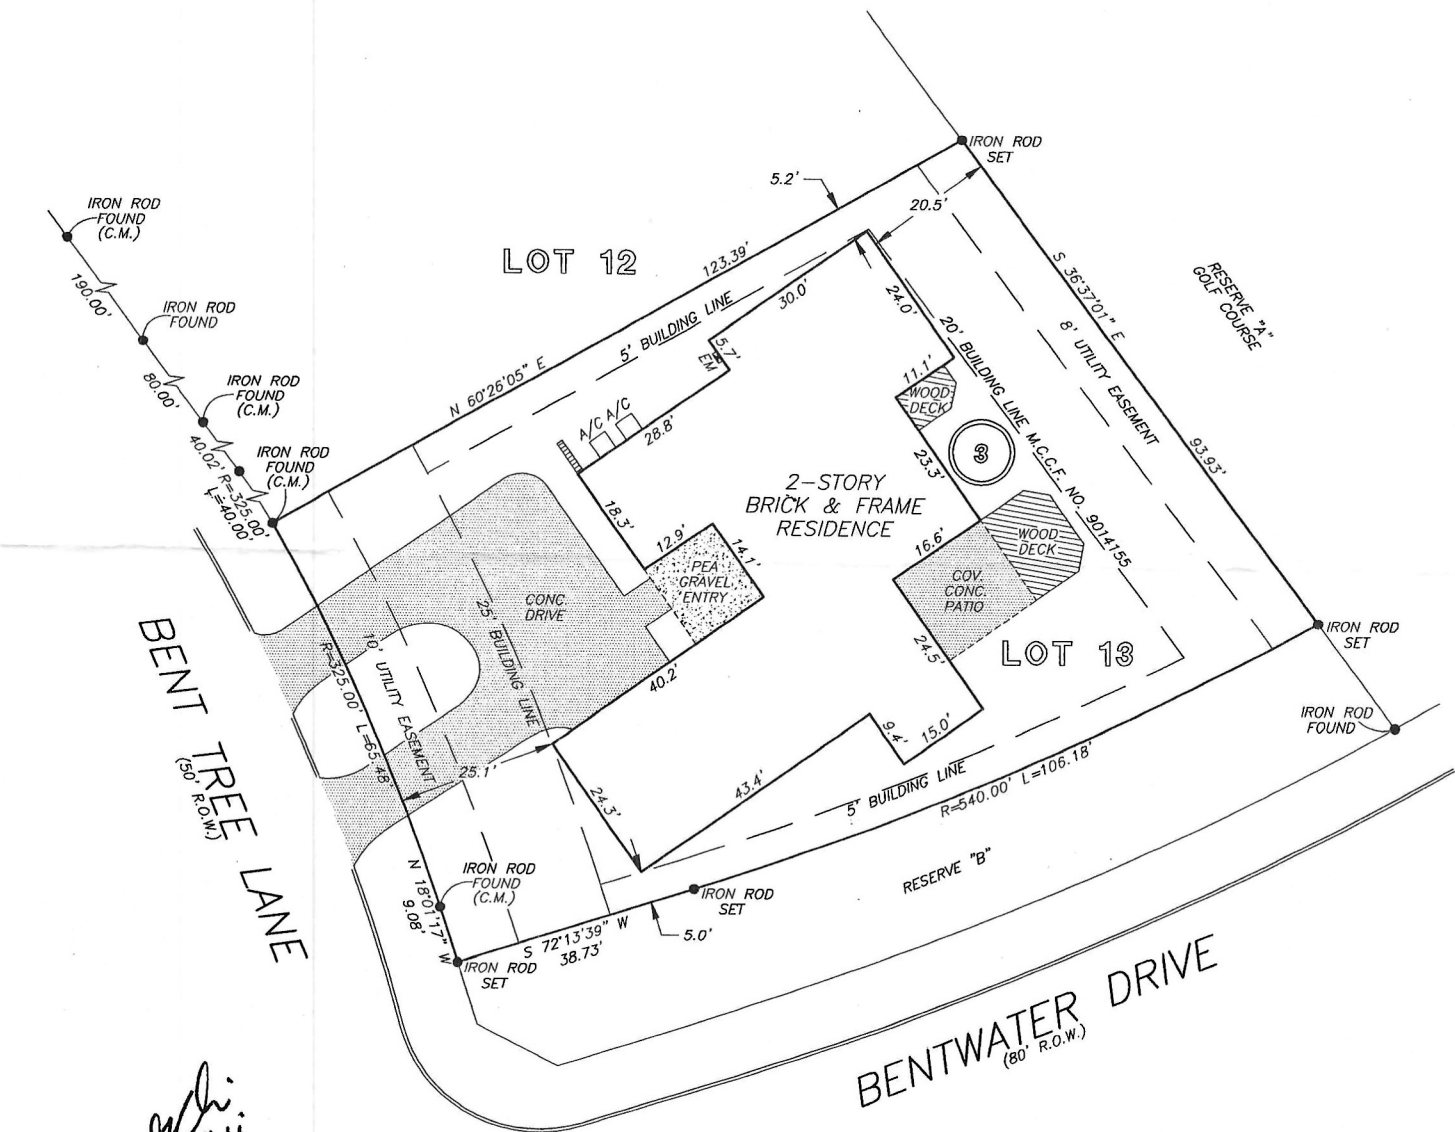 IRON ROD
SET
5.2'
20.5'
IRON ROD
FOUND
(C.M.)
LOT 12
123.39'
RESERVE "A"
GOLF COURSE
S 36°37'01" E
190.00'
IRON ROD
FOUND
5' BUILDING LINE
30.0'
24.0'
20' BUILDING LINE M.C.C.F. NO. 9014155
8' UTILITY EASEMENT
5.7'
EM
11.1'
WOOD
DECK
80.00'
IRON ROD
FOUND
(C.M.)
N 60°26'05" E
A/C A/C
28.8'
3
23.3'
93.93'
40.02'
R=325.00'
L=40.00'
IRON ROD
FOUND
(C.M.)
2-STORY
BRICK & FRAME
RESIDENCE
18.3'
12.9'
14.1'
16.6'
WOOD
DECK
PEA
GRAVEL
ENTRY
COV.
CONC.
PATIO
CONC
DRIVE
25' BUILDING LINE
10' UTILITY EASEMENT
R=325.00' L=65.48'
40.2'
24.5'
LOT 13
IRON ROD
SET
BENT TREE LANE
(50' R.O.W.)
25.1'
24.3'
43.4'
9.4'
15.0'
IRON ROD
FOUND
5' BUILDING LINE
R=540.00' L=106.18'
N 18°01'17" W
9.08'
IRON ROD
FOUND
(C.M.)
IRON ROD
SET
RESERVE "B"
S 72°13'39" W
38.73'
5.0'
IRON ROD
SET
BENTWATER DRIVE
(80' R.O.W.)